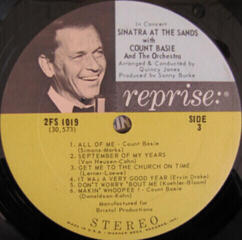 In Concert
SINATRA AT THE SANDS
with
COUNT BASIE
And The Orchestra
Arranged & Conducted by
Quincy Jones
Produced by Sonny Burke
reprise:
2FS 1019
(30,573)
SIDE
3
1. ALL OF ME - Count Basie
(Simons-Marks)
2. SEPTEMBER OF MY YEARS
(Van Heusen-Cahn)
3. GET ME TO THE CHURCH ON TIME
(Lerner-Loewe)
4. IT WAS A VERY GOOD YEAR (Ervin Drake)
5. DON'T WORRY 'BOUT ME (Koehler-Bloom)
6. MAKIN' WHOOPEE! - Count Basie
(Donaldson-Kahn)
Manufactured for
Bristol Productions
STEREO
MADE IN U.S.A.